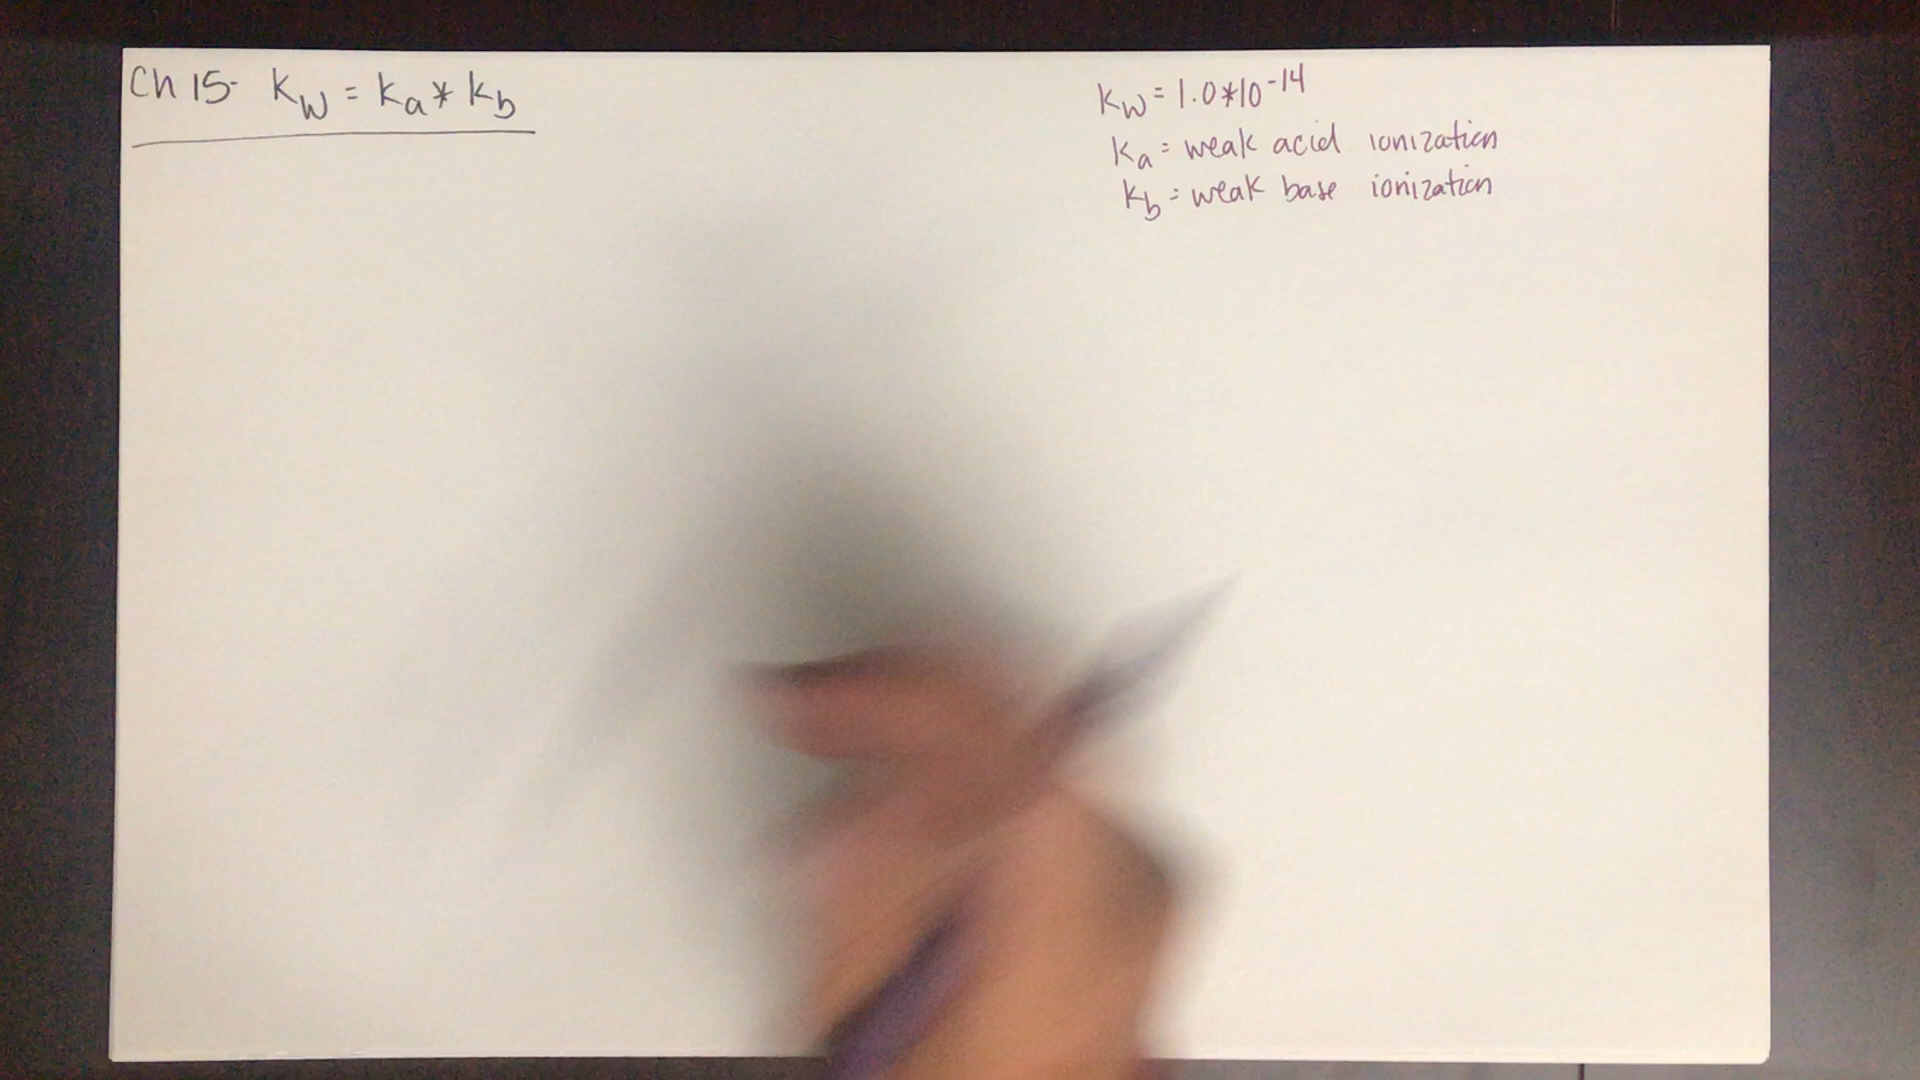 Ch 15- Kw = Ka * Kb
Kw = 1.0*10⁻¹⁴
Ka = weak acid ionization
Kb = weak base ionization